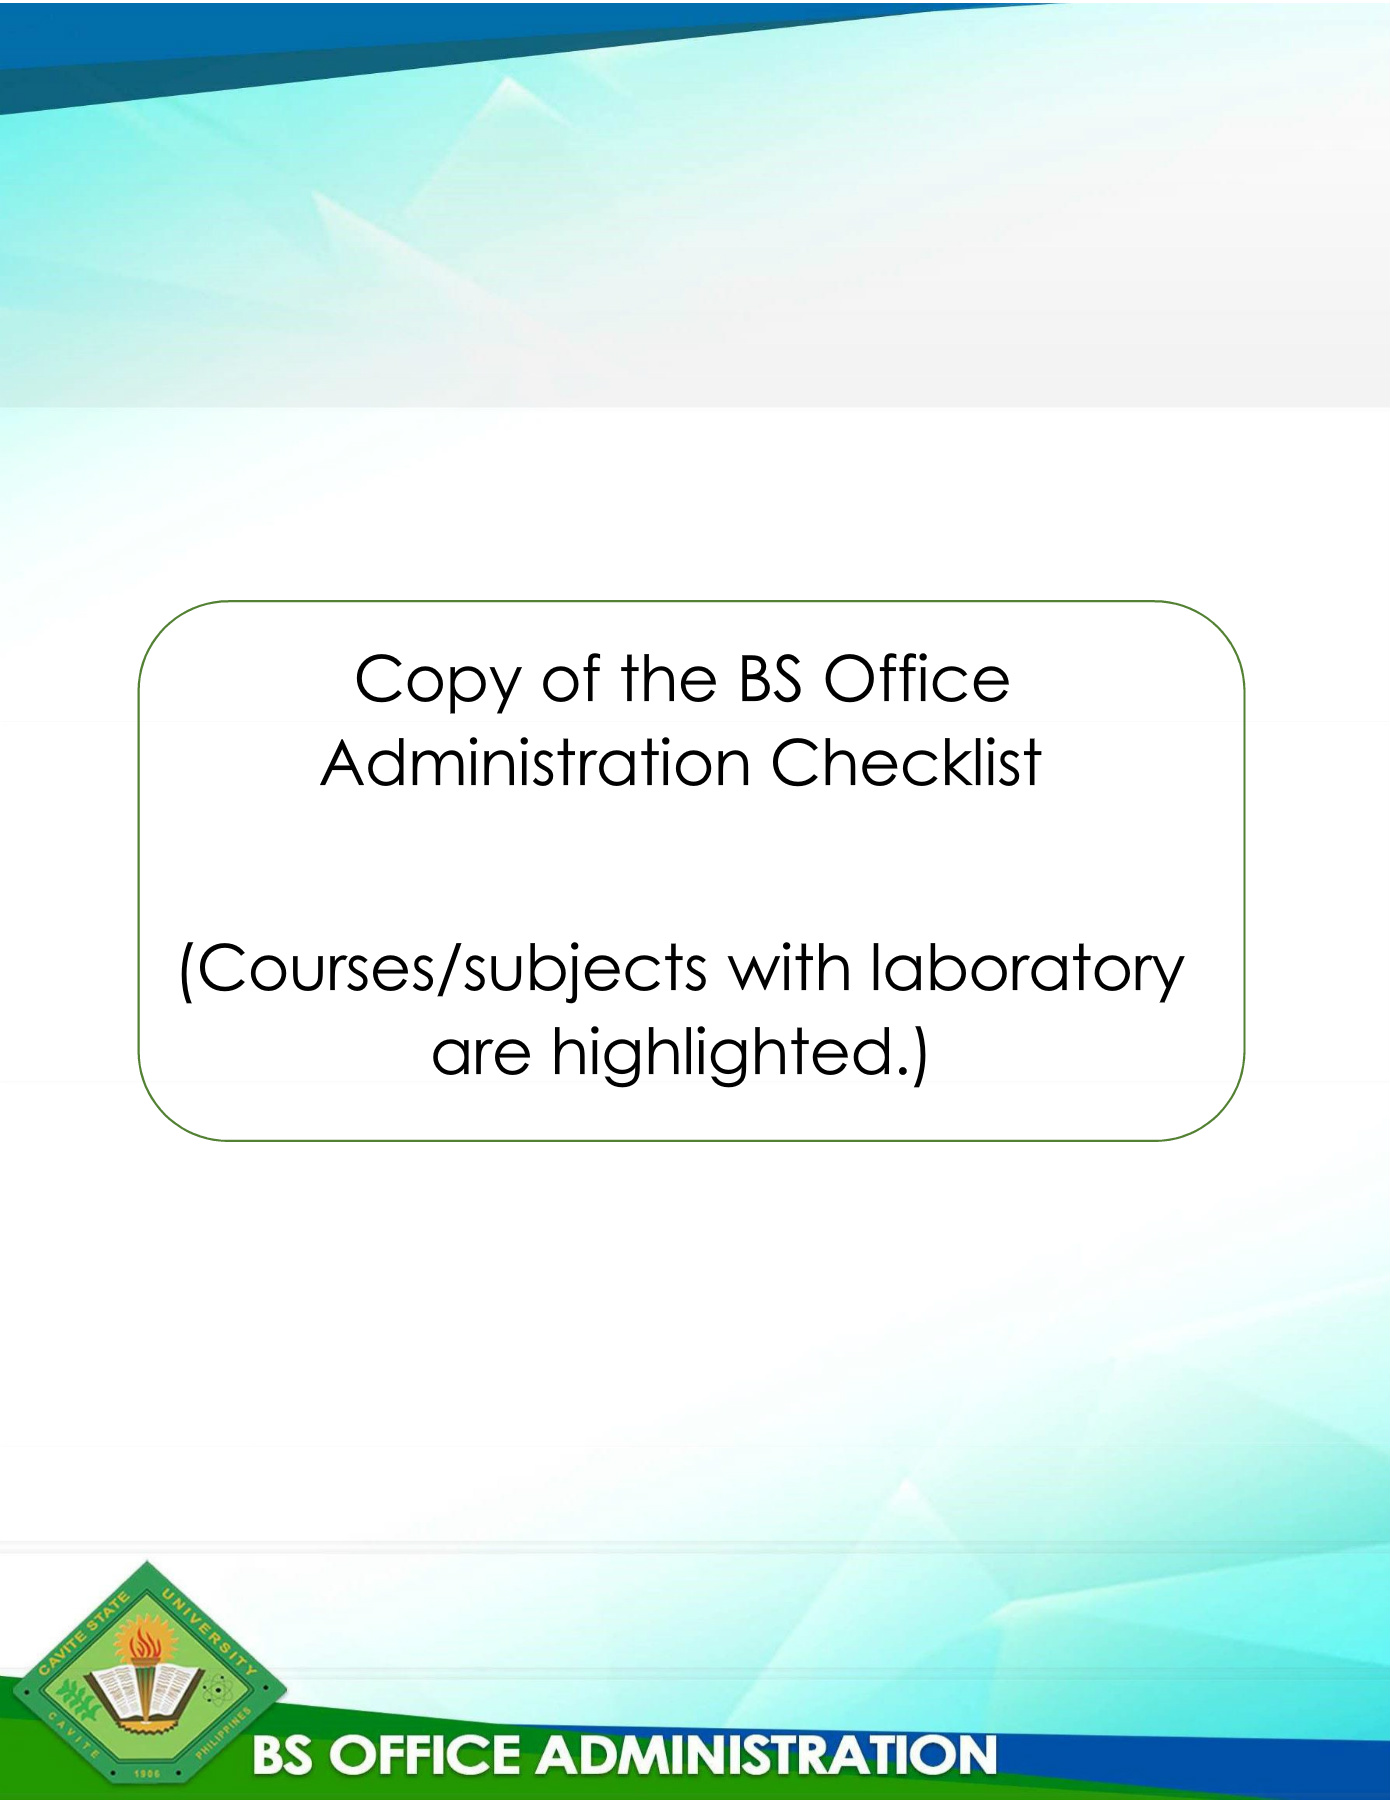 Copy of the BS Office
Administration Checklist
(Courses/subjects with laboratory
are highlighted.)
CAVITE STATE UNIVERSITY
CAVITE PHILIPPINES
1906
BS OFFICE ADMINISTRATION